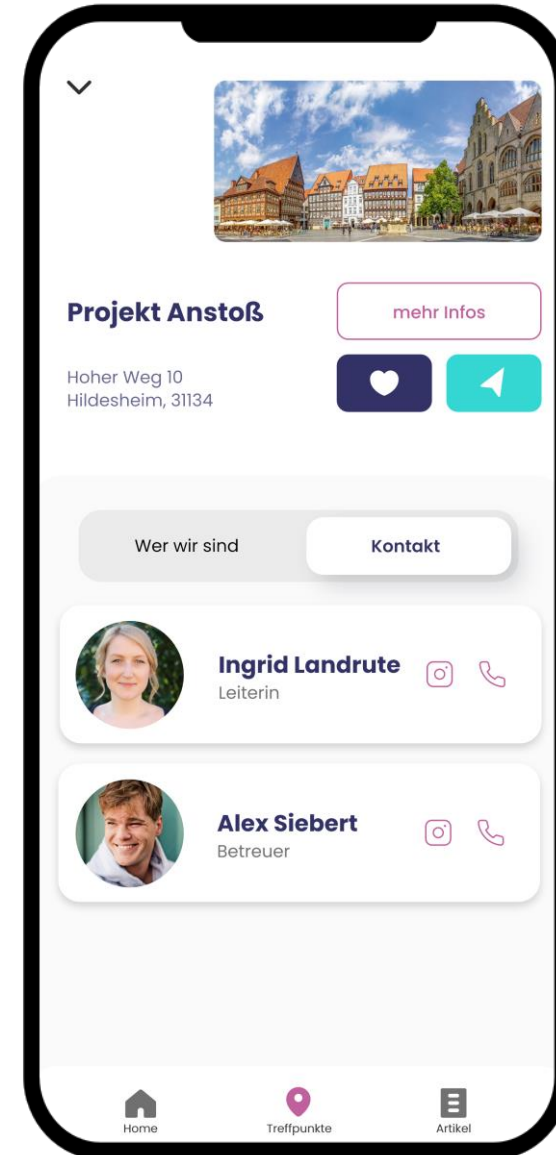 Projekt Anstoß
mehr Infos
Hoher Weg 10
Hildesheim, 31134
Wer wir sind
Kontakt
Ingrid Landrute
Leiterin
Alex Siebert
Betreuer
Home
Treffpunkte
Artikel